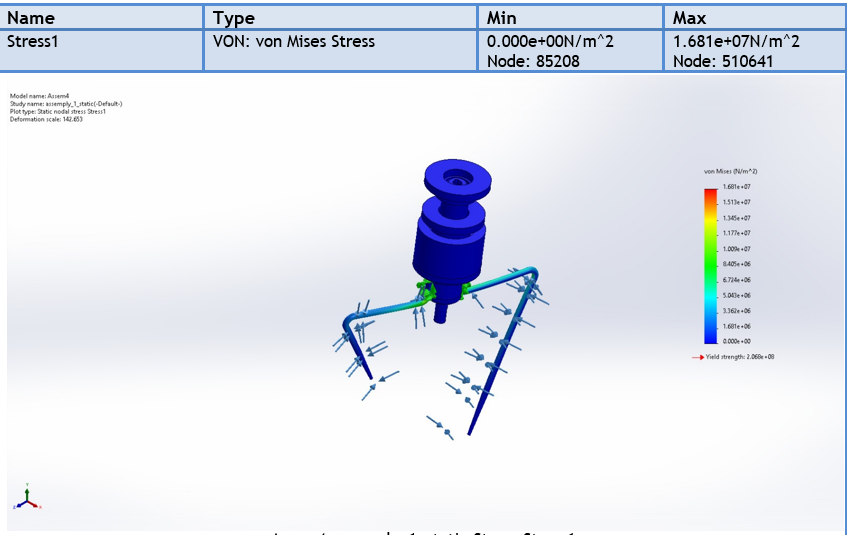 Name Type Min Max
Stress1 VON: von Mises Stress 0.000e+00N/m^2 1.681e+07N/m^2
Node: 85208 Node: 510641
Model name: Assem4
Study name: assemply_1_static(-Default-)
Plot type: Static nodal stress Stress1
Deformation scale: 142.653
von Mises (N/m^2)
1.681e+07
1.513e+07
1.345e+07
1.177e+07
1.009e+07
8.405e+06
6.724e+06
5.043e+06
3.362e+06
1.681e+06
0.000e+00
Yield strength: 2.068e+08
Y
Z X